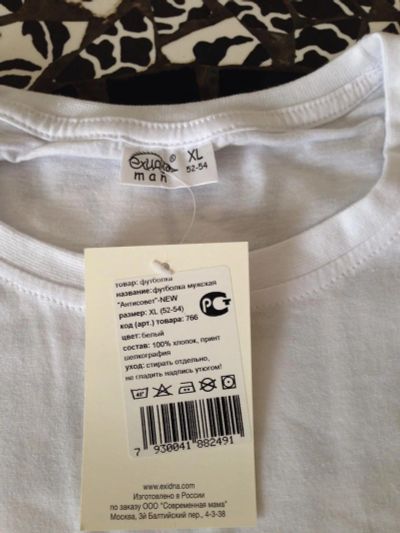 exidna ®
man
XL
52-54
товар: футболка
название: футболка мужская
"Антисовет"-NEW
размер: XL (52-54)
код (арт.) товара: 766
цвет: белый
состав: 100% хлопок, принт
шелкография
уход: стирать отдельно,
не гладить надпись утюгом!
РСТ
40°
7 930041 882491
www.exidna.com
Изготовлено в России
по заказу ООО "Современная мама"
Москва, 3й Балтийский пер., 4-3-38